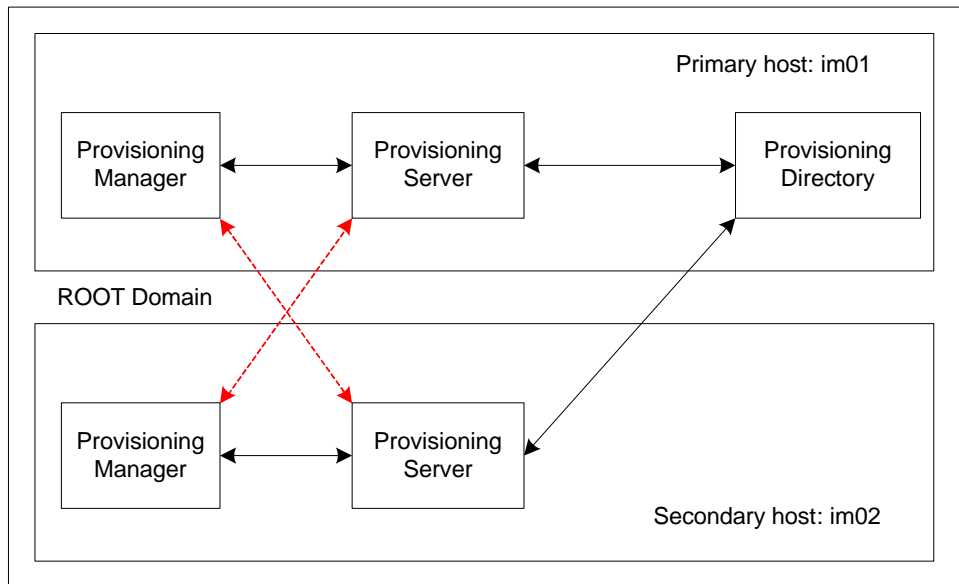 Primary host: im01
Provisioning
Manager
Provisioning
Server
Provisioning
Directory
ROOT Domain
Provisioning
Manager
Provisioning
Server
Secondary host: im02